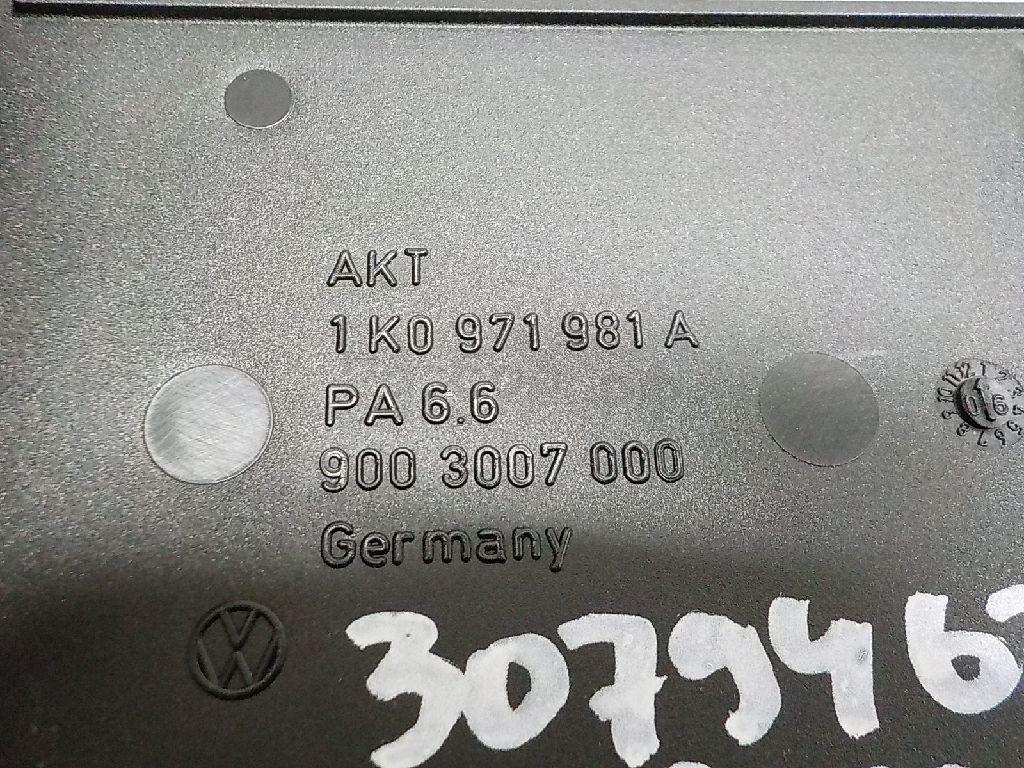 AKT
1K0 971 981 A
PA 6.6
900 3007 000
Germany
307946